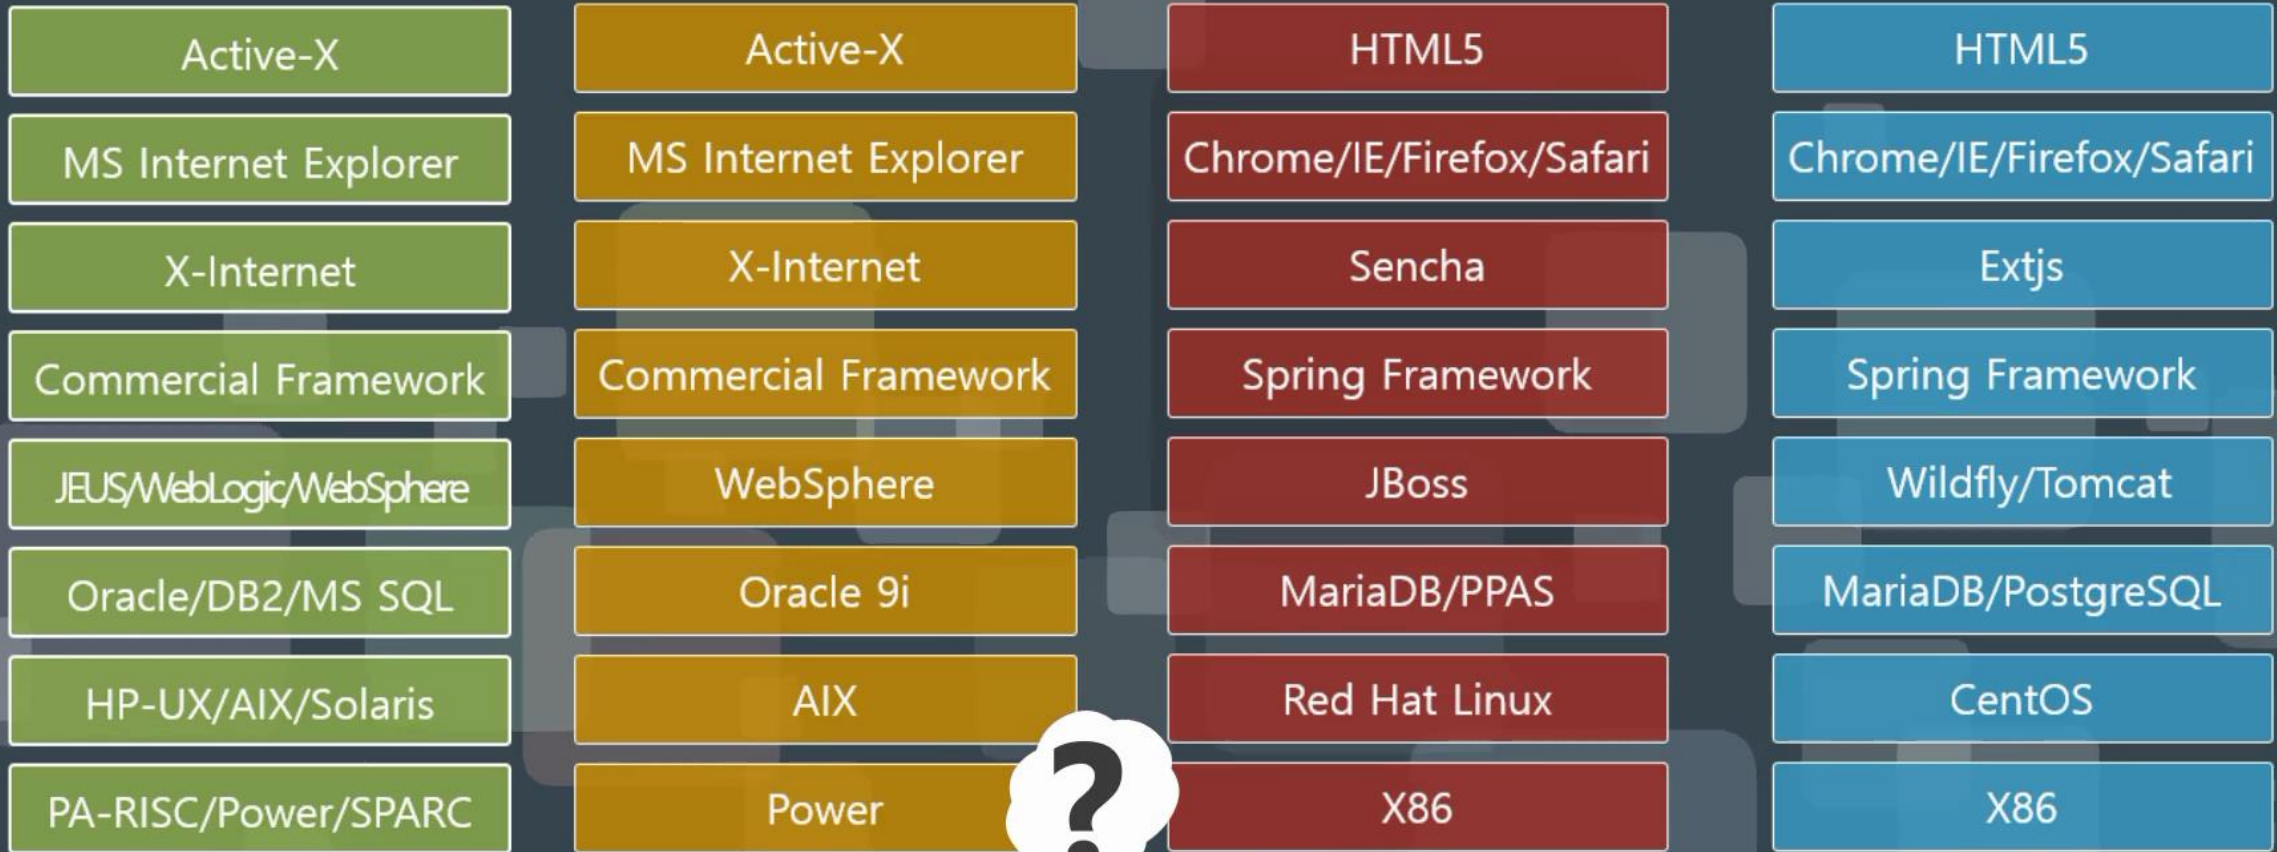 Active-X
MS Internet Explorer
X-Internet
Commercial Framework
JEUS/WebLogic/WebSphere
Oracle/DB2/MS SQL
HP-UX/AIX/Solaris
PA-RISC/Power/SPARC
Active-X
MS Internet Explorer
X-Internet
Commercial Framework
WebSphere
Oracle 9i
AIX
Power
?
HTML5
Chrome/IE/Firefox/Safari
Sencha
Spring Framework
JBoss
MariaDB/PPAS
Red Hat Linux
X86
HTML5
Chrome/IE/Firefox/Safari
Extjs
Spring Framework
Wildfly/Tomcat
MariaDB/PostgreSQL
CentOS
X86